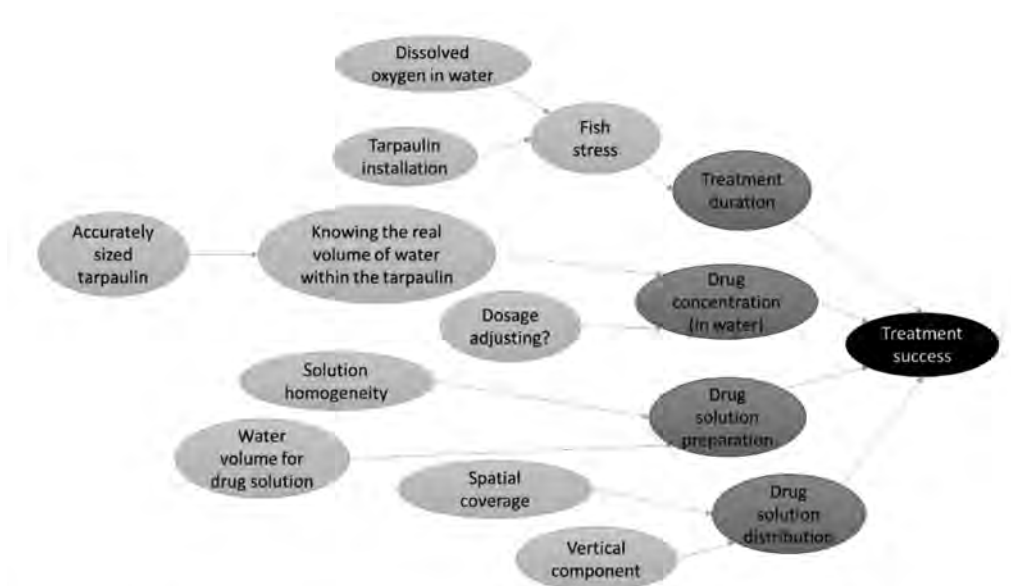 Dissolved
oxygen in water
Fish
stress
Tarpaulin
installation
Treatment
duration
Accurately
sized
tarpaulin
Knowing the real
volume of water
within the tarpaulin
Drug
concentration
(in water)
Dosage
adjusting?
Treatment
success
Solution
homogeneity
Drug
solution
preparation
Water
volume for
drug solution
Spatial
coverage
Drug
solution
distribution
Vertical
component